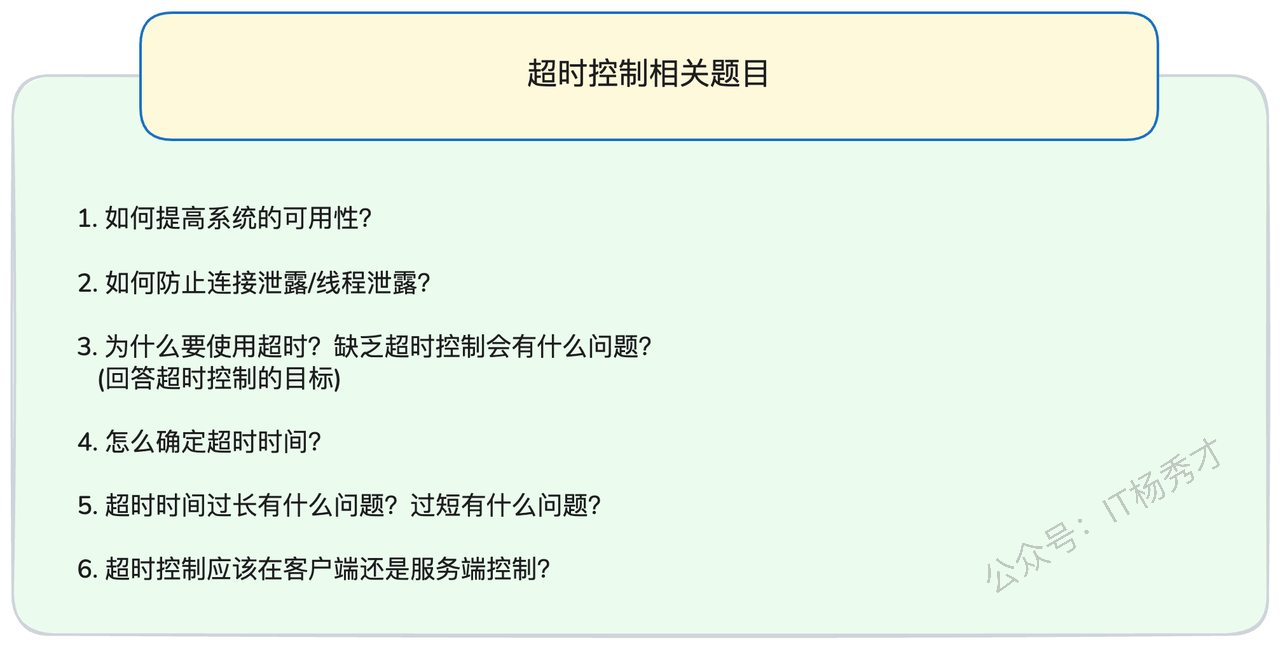 超时控制相关题目
1. 如何提高系统的可用性？
2. 如何防止连接泄露/线程泄露？
3. 为什么要使用超时？缺乏超时控制会有什么问题？
(回答超时控制的目标)
4. 怎么确定超时时间？
5. 超时时间过长有什么问题？过短有什么问题？
6. 超时控制应该在客户端还是服务端控制？
公众号：IT杨秀才